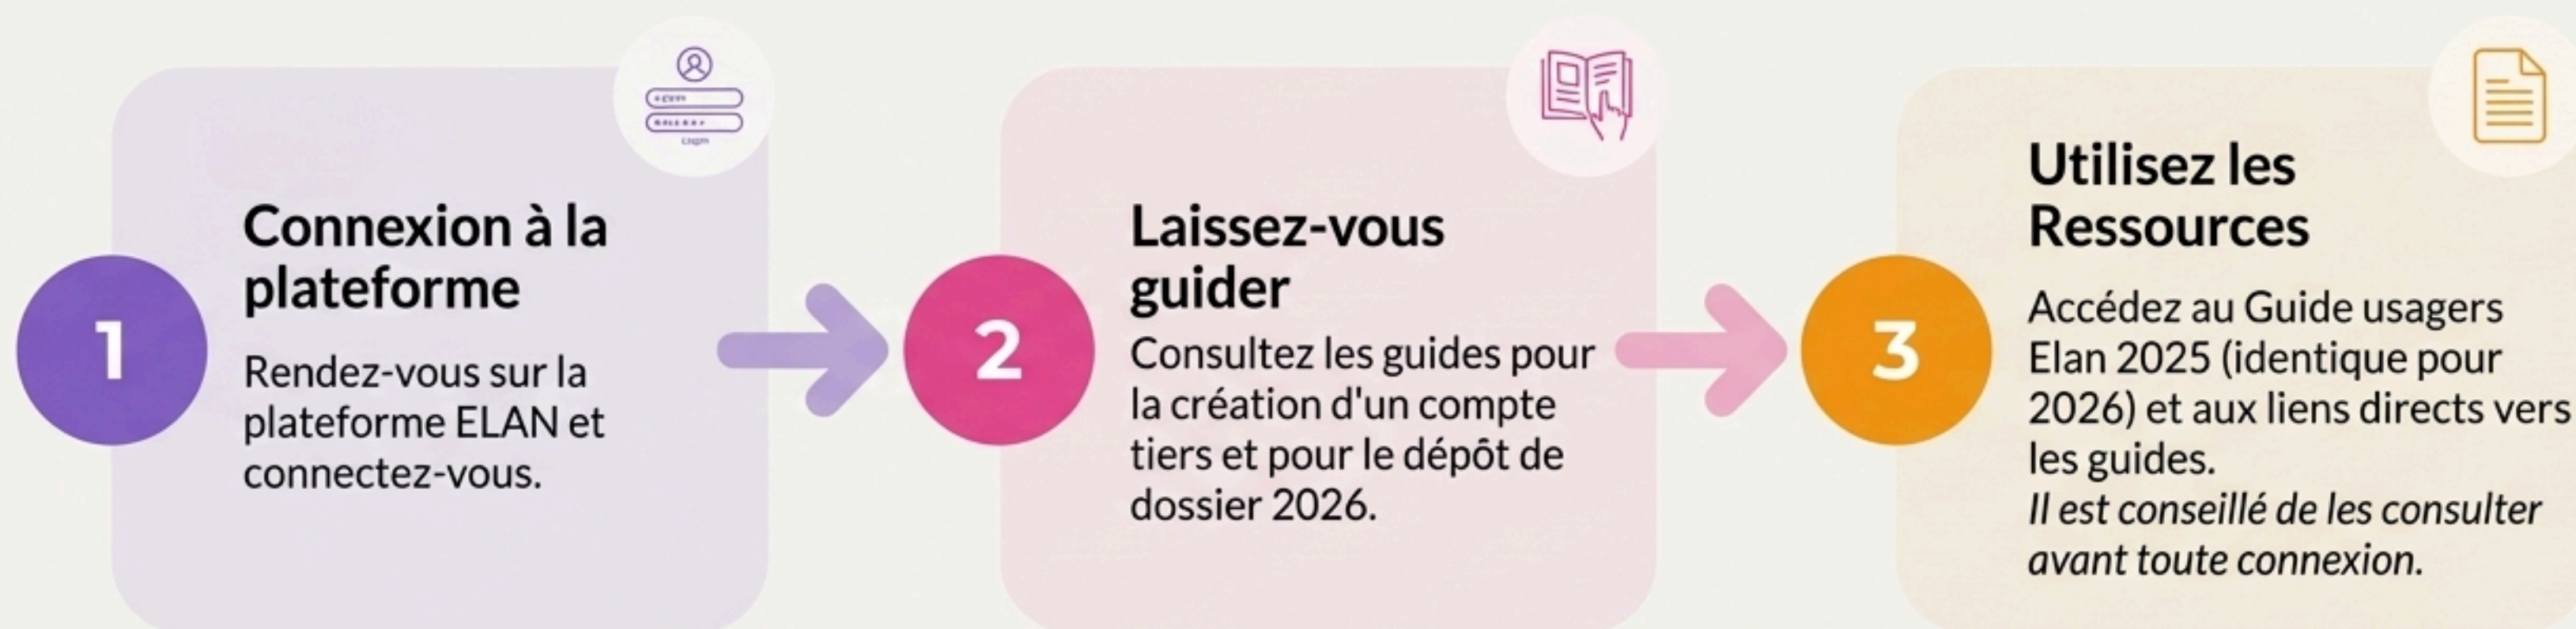 Connexion à la
plateforme
Rendez-vous sur la
plateforme ELAN et
connectez-vous.
1
Laissez-vous
guider
Consultez les guides pour
la création d'un compte
tiers et pour le dépôt de
dossier 2026.
2
Utilisez les
Ressources
Accédez au Guide usagers
Elan 2025 (identique pour
2026) et aux liens directs vers
les guides.
Il est conseillé de les consulter
avant toute connexion.
3